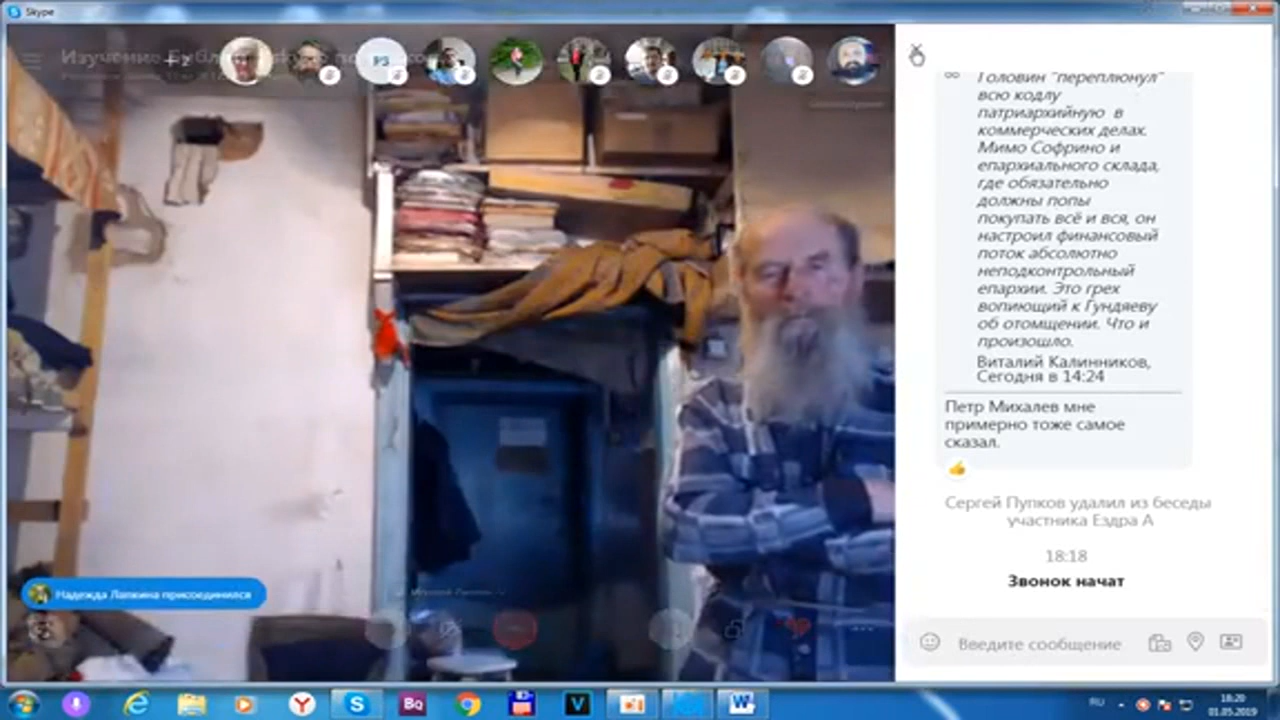 Skype
Изучение Библии
РЗ
Головин "переплюнул"
всю кодлу
патриархийную в
коммерческих делах.
Мимо Софрино и
епархиального склада,
где обязательно
должны попы
покупать всё и вся, он
настроил финансовый
поток абсолютно
неподконтрольный
епархии. Это грех
вопиющий к Гундяеву
об отомщении. Что и
произошло.
Виталий Калинников,
Сегодня в 14:24
Петр Михалев мне
примерно тоже самое
сказал.
Сергей Пупков удалил из беседы
участника Ездра А
18:18
Звонок начат
Надежда Лапкина присоединился
Введите сообщение
RU
18:20
01.05.2019